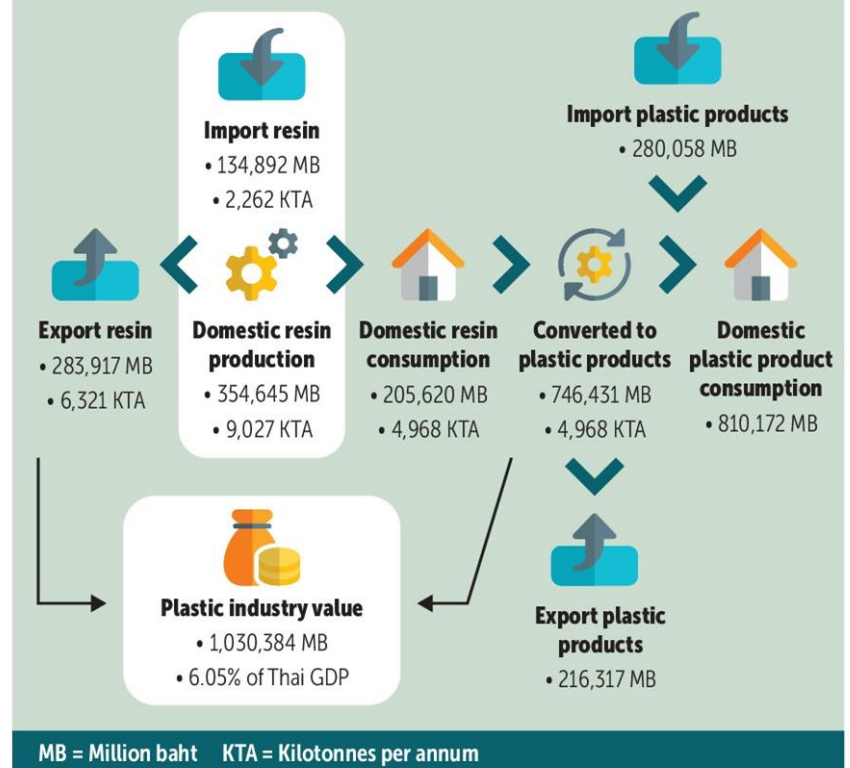 Import resin
• 134,892 MB
• 2,262 KTA
Import plastic products
• 280,058 MB
Export resin
• 283,917 MB
• 6,321 KTA
Domestic resin
production
• 354,645 MB
• 9,027 KTA
Domestic resin
consumption
• 205,620 MB
• 4,968 KTA
Converted to
plastic products
• 746,431 MB
• 4,968 KTA
Domestic
plastic product
consumption
• 810,172 MB
Plastic industry value
• 1,030,384 MB
• 6.05% of Thai GDP
Export plastic
products
• 216,317 MB
MB = Million baht KTA = Kilotonnes per annum